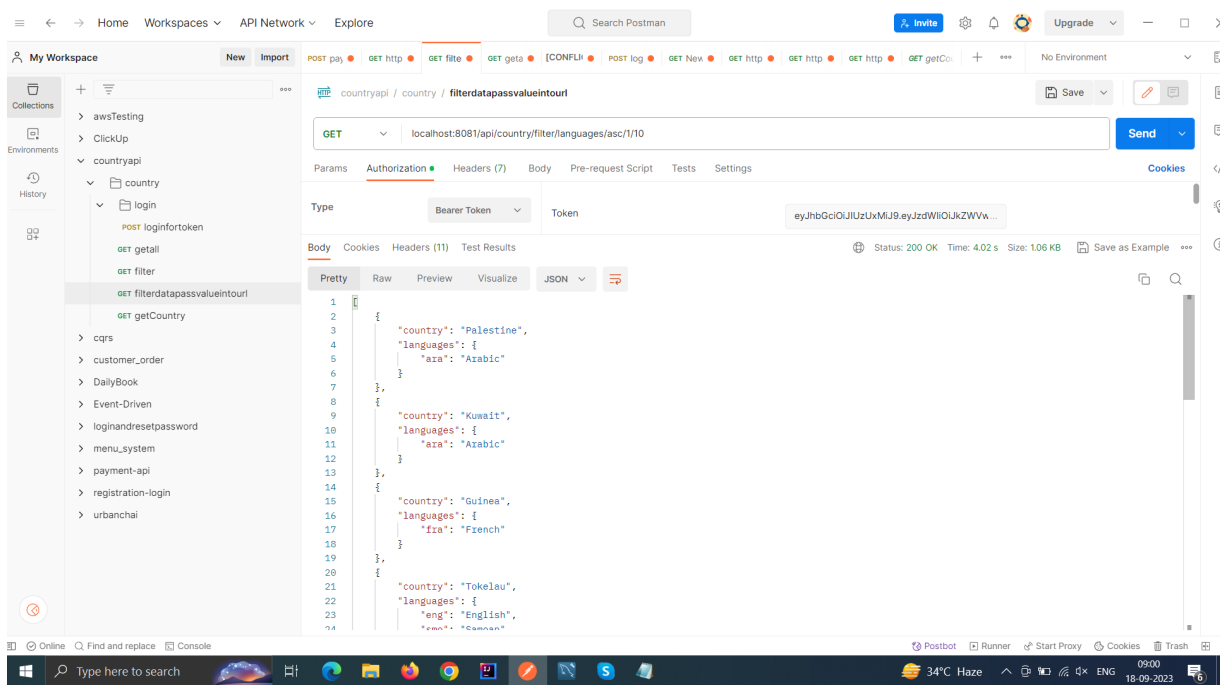 Home Workspaces API Network Explore Search Postman Invite Upgrade
My Workspace New Import POST pay GET http GET filte GET geta [CONFLI POST log GET New GET http GET http GET http GET getCo No Environment
Collections
Environments
History
awsTesting
ClickUp
countryapi
country
login
POST loginfortoken
GET getall
GET filter
GET filterdatapassvalueintourl
GET getCountry
cqrs
customer_order
DailyBook
Event-Driven
loginandresetpassword
menu_system
payment-api
registration-login
urbanchai
HTTP countryapi / country / filterdatapassvalueintourl Save
GET localhost:8081/api/country/filter/languages/asc/1/10 Send
Params Authorization Headers (7) Body Pre-request Script Tests Settings Cookies
Type Bearer Token Token eyJhbGciOiJIUzUxMiJ9.eyJzdWIiOiJkZWVw...
Body Cookies Headers (11) Test Results Status: 200 OK Time: 4.02 s Size: 1.06 KB Save as Example
Pretty Raw Preview Visualize JSON
1 [
2 {
3 "country": "Palestine",
4 "languages": {
5 "ara": "Arabic"
6 }
7 },
8 {
9 "country": "Kuwait",
10 "languages": {
11 "ara": "Arabic"
12 }
13 },
14 {
15 "country": "Guinea",
16 "languages": {
17 "fra": "French"
18 }
19 },
20 {
21 "country": "Tokelau",
22 "languages": {
23 "eng": "English",
24 "smo": "Samoan"
Online Find and replace Console Postbot Runner Start Proxy Cookies Trash
Type here to search 34°C Haze ENG 09:00
18-09-2023 6